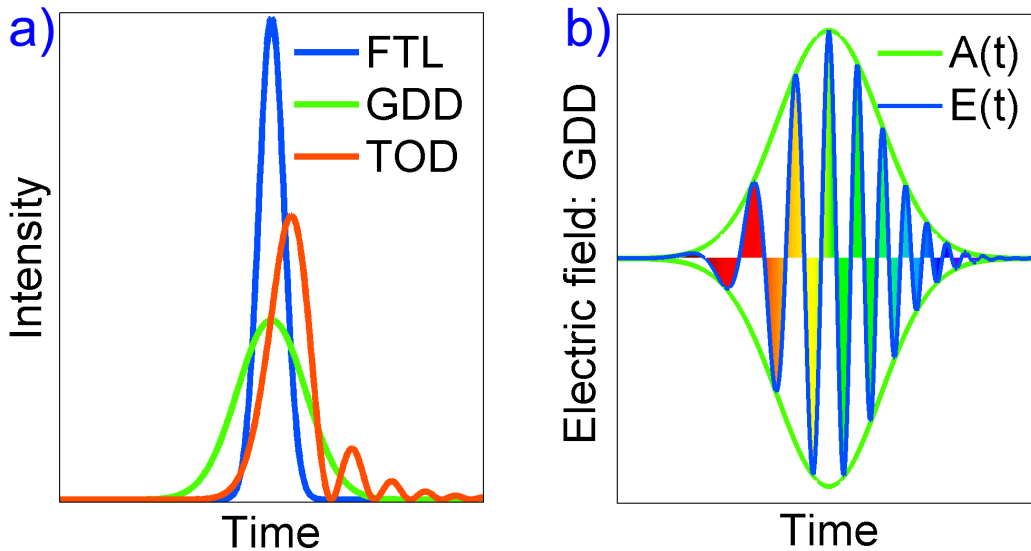 a)
FTL
GDD
TOD
Intensity
Time
b)
A(t)
E(t)
Electric field: GDD
Time